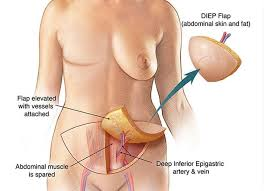 DIEP Flap
(abdominal skin and fat)
Flap elevated
with vessels
attached
Abdominal muscle
is spared
Deep Inferior Epigastric
artery & vein